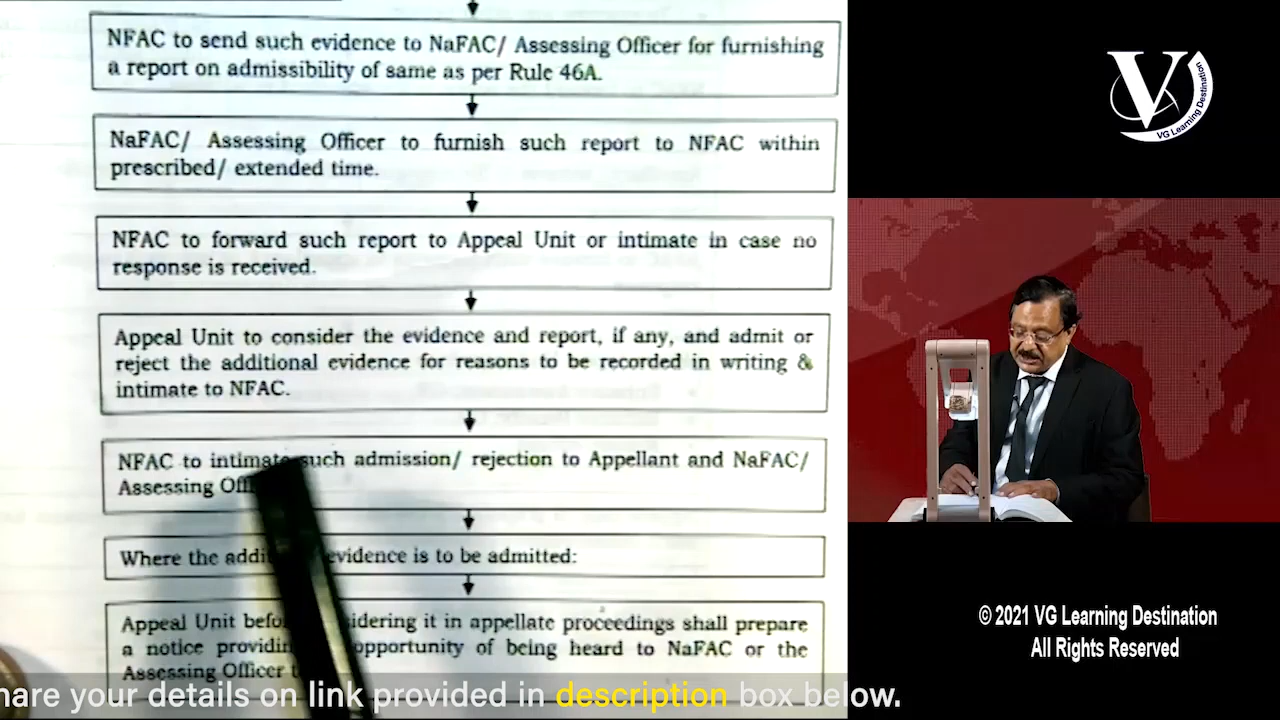 NFAC to send such evidence to NaFAC/ Assessing Officer for furnishing
a report on admissibility of same as per Rule 46A.
NaFAC/ Assessing Officer to furnish such report to NFAC within
prescribed/ extended time.
NFAC to forward such report to Appeal Unit or intimate in case no
response is received.
Appeal Unit to consider the evidence and report, if any, and admit or
reject the additional evidence for reasons to be recorded in writing &
intimate to NFAC.
NFAC to intimate such admission/ rejection to Appellant and NaFAC/
Assessing
Where the evidence is to be admitted:
Appeal Unit in appellate proceedings shall prepare
a notice opportunity of being heard to NaFAC or the
Assessing Officer
V
VG Learning Destination
© 2021 VG Learning Destination
All Rights Reserved
hare your details on link provided in description box below.